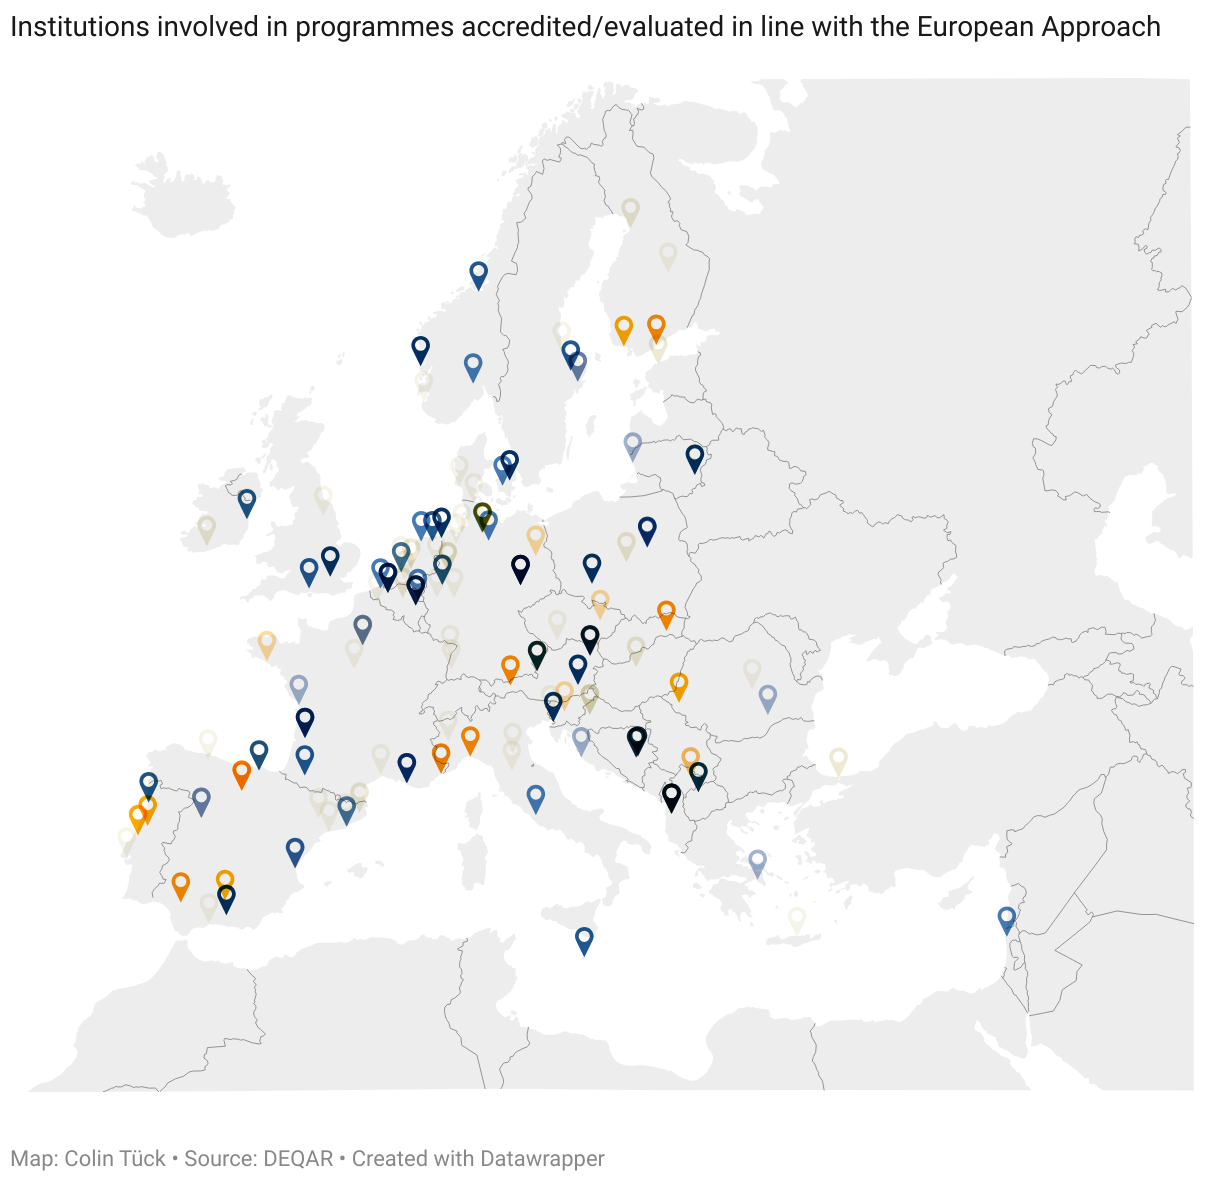 Institutions involved in programmes accredited/evaluated in line with the European Approach
Map: Colin Tück • Source: DEQAR • Created with Datawrapper